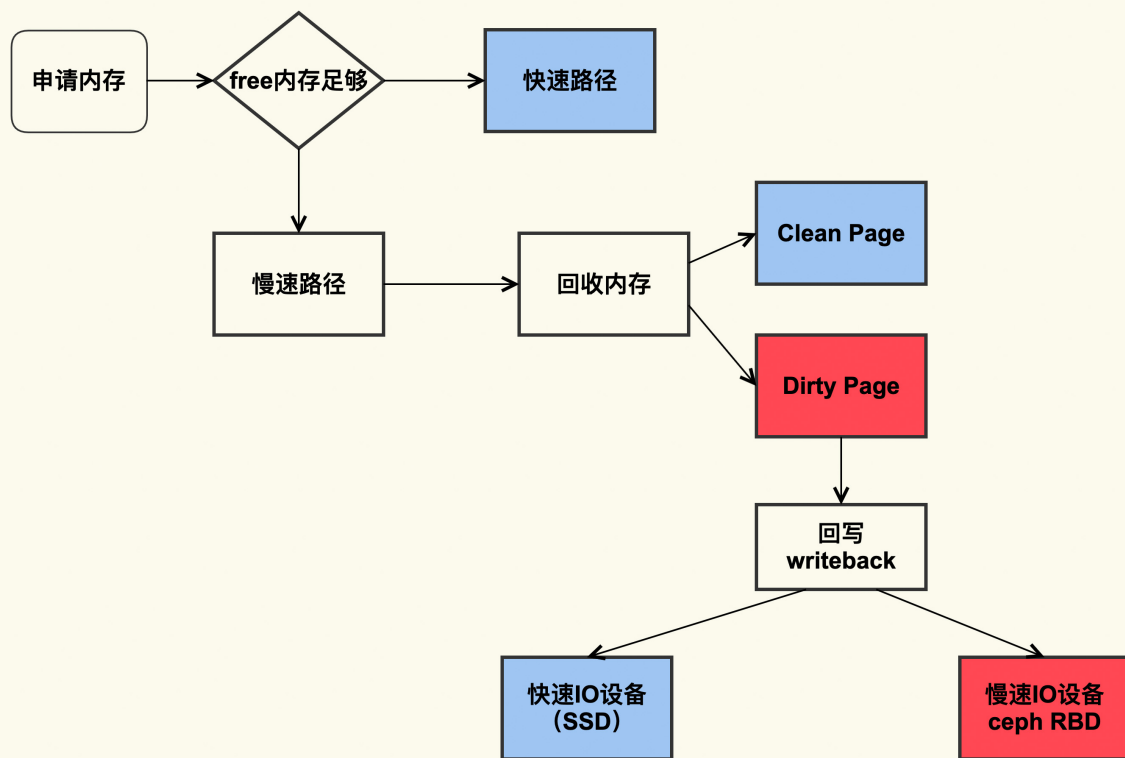 申请内存
free内存足够
快速路径
慢速路径
回收内存
Clean Page
Dirty Page
回写
writeback
快速IO设备
（SSD）
慢速IO设备
ceph RBD